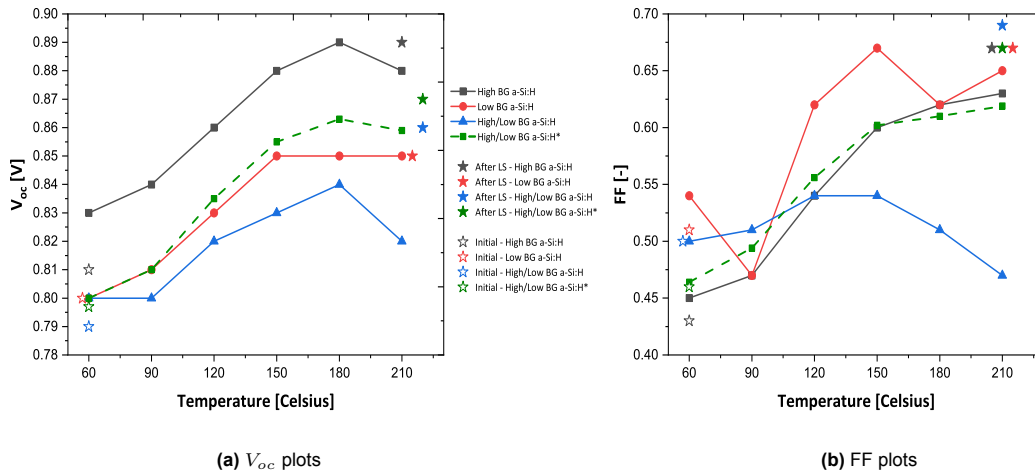 0.90
0.89
0.88
0.87
0.86
0.85
0.84
0.83
0.82
0.81
0.80
0.79
0.78
V_oc [V]
60 90 120 150 180 210
Temperature [Celsius]
High BG a-Si:H
Low BG a-Si:H
High/Low BG a-Si:H
High/Low BG a-Si:H*
After LS - High BG a-Si:H
After LS - Low BG a-Si:H
After LS - High/Low BG a-Si:H
After LS - High/Low BG a-Si:H*
Initial - High BG a-Si:H
Initial - Low BG a-Si:H
Initial - High/Low BG a-Si:H
Initial - High/Low BG a-Si:H*
0.70
0.65
0.60
0.55
0.50
0.45
0.40
FF [-]
60 90 120 150 180 210
Temperature [Celsius]
(a) V_oc plots
(b) FF plots